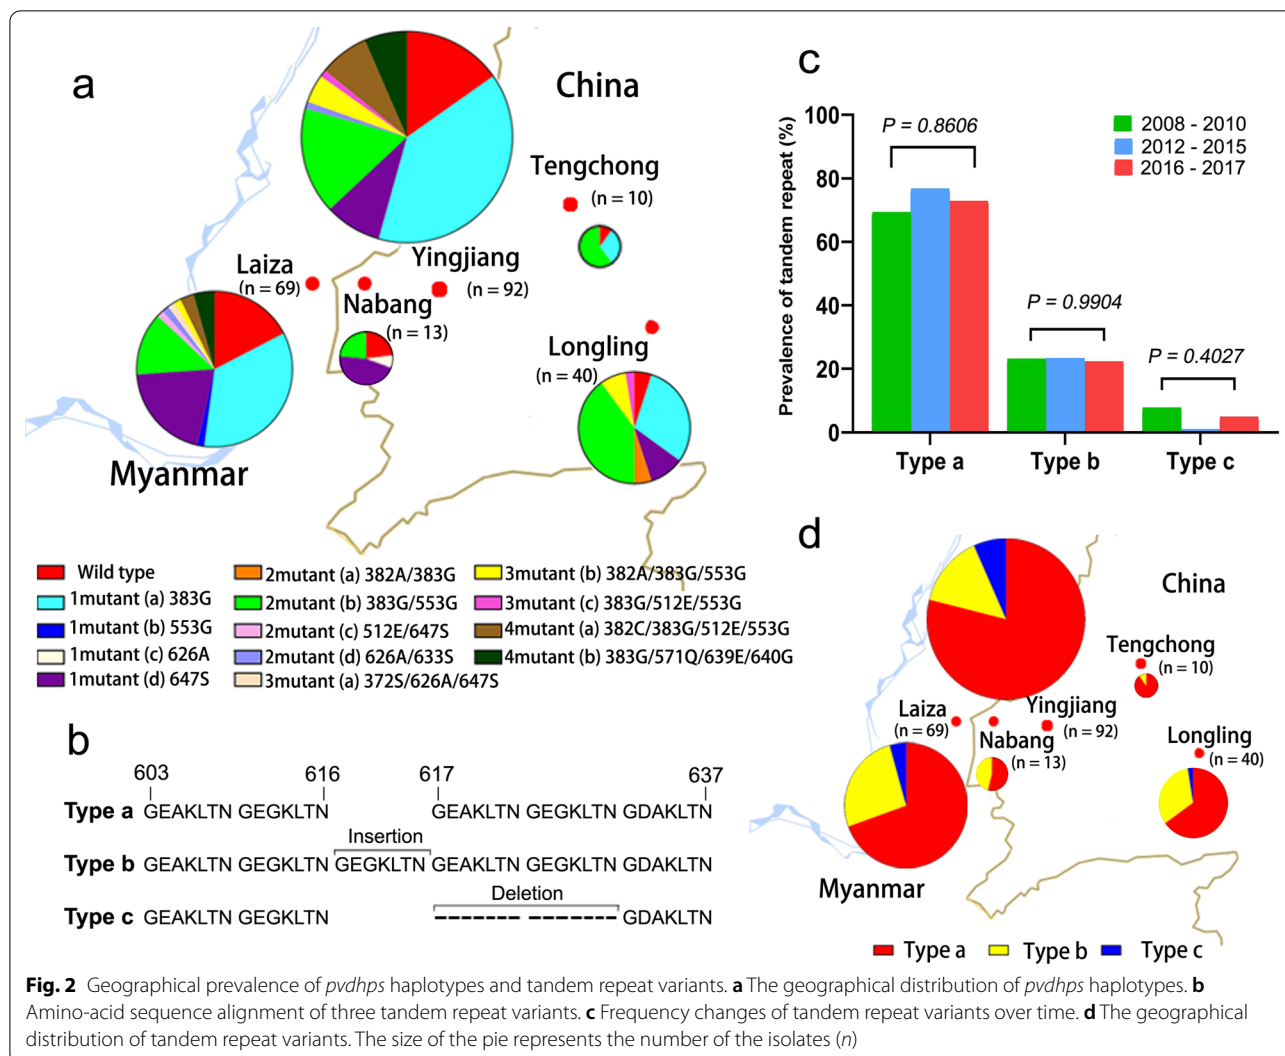 a
China
Tengchong
(n = 10)
Laiza
(n = 69)
Yingjiang
(n = 92)
Nabang
(n = 13)
Longling
(n = 40)
Myanmar
Wild type
1mutant (a) 383G
1mutant (b) 553G
1mutant (c) 626A
1mutant (d) 647S
2mutant (a) 382A/383G
2mutant (b) 383G/553G
2mutant (c) 512E/647S
2mutant (d) 626A/633S
3mutant (a) 372S/626A/647S
3mutant (b) 382A/383G/553G
3mutant (c) 383G/512E/553G
4mutant (a) 382C/383G/512E/553G
4mutant (b) 383G/571Q/639E/640G
b
603 616 617 637
Type a GEAKLTN GEGKLTN GEAKLTN GEGKLTN GDAKLTN
Insertion
Type b GEAKLTN GEGKLTN GEGKLTN GEAKLTN GEGKLTN GDAKLTN
Deletion
Type c GEAKLTN GEGKLTN ------- ------- GDAKLTN
c
Prevalence of tandem repeat (%)
100
80
60
40
20
0
P = 0.8606
P = 0.9904
P = 0.4027
2008 - 2010
2012 - 2015
2016 - 2017
Type a Type b Type c
d
China
Tengchong
(n = 10)
Laiza
(n = 69)
Yingjiang
(n = 92)
Nabang
(n = 13)
Longling
(n = 40)
Myanmar
Type a Type b Type c
Fig. 2 Geographical prevalence of pvdhps haplotypes and tandem repeat variants. a The geographical distribution of pvdhps haplotypes. b
Amino-acid sequence alignment of three tandem repeat variants. c Frequency changes of tandem repeat variants over time. d The geographical
distribution of tandem repeat variants. The size of the pie represents the number of the isolates (n)